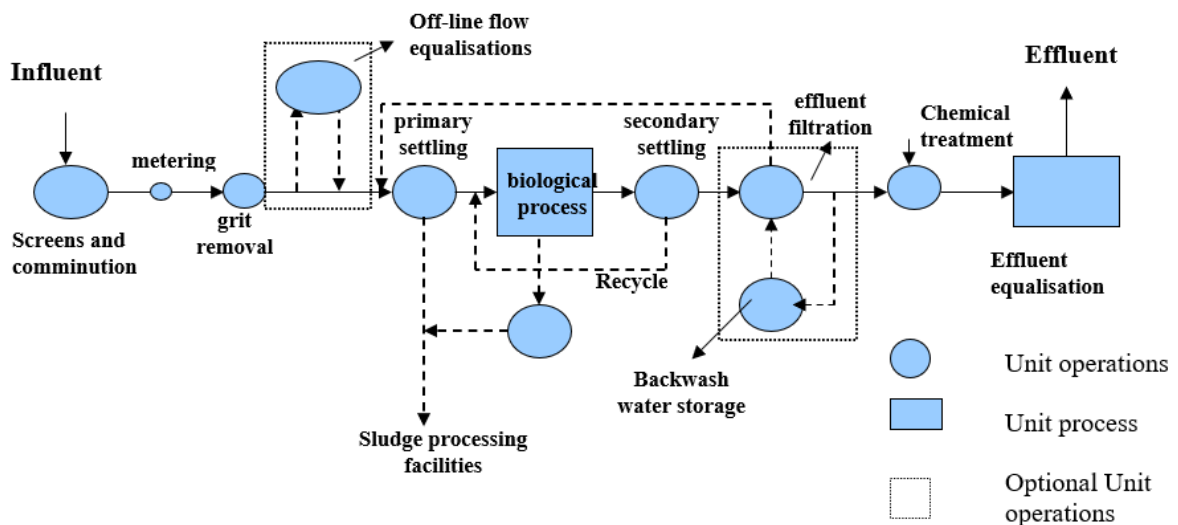 Off-line flow
equalisations
Influent
Effluent
effluent
filtration
Chemical
treatment
primary
settling
secondary
settling
metering
biological
process
grit
removal
Screens and
comminution
Recycle
Effluent
equalisation
Backwash
water storage
Sludge processing
facilities
Unit operations
Unit process
Optional Unit
operations